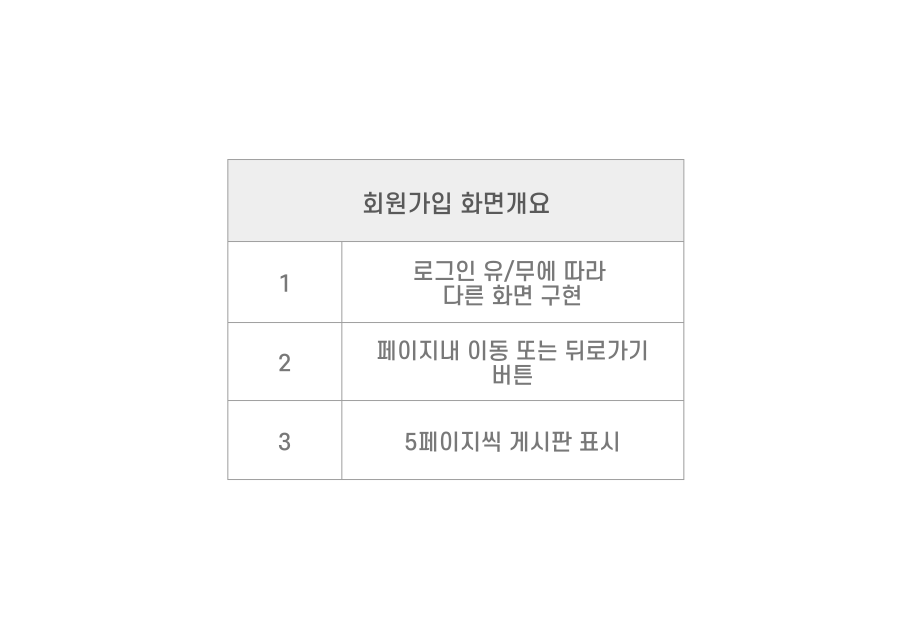 회원가입 화면개요
1
로그인 유/무에 따라
다른 화면 구현
2
페이지내 이동 또는 뒤로가기
버튼
3
5페이지씩 게시판 표시